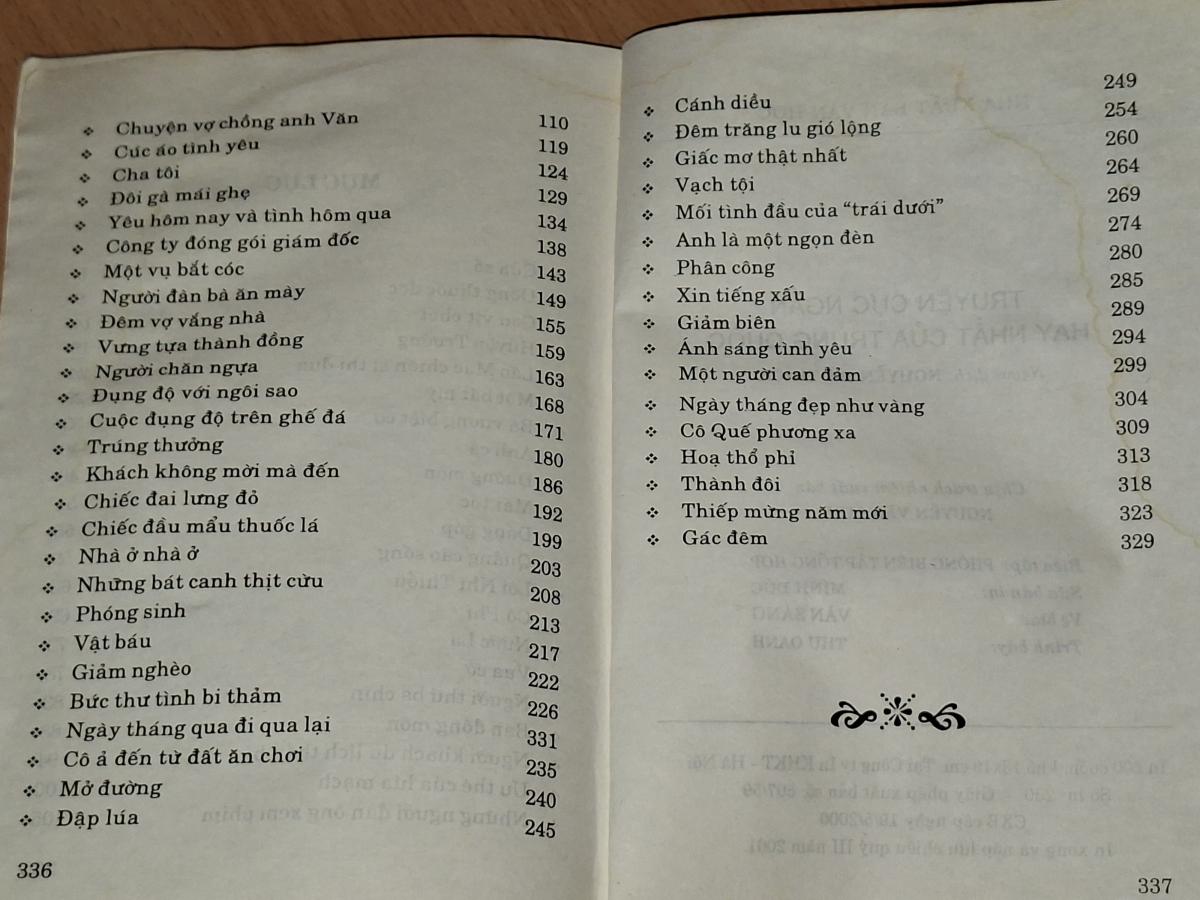 ❖ Chuyện vợ chồng anh Văn 110
❖ Cúc áo tình yêu 119
❖ Cha tôi 124
❖ Đôi gà mái ghẹ 129
❖ Yêu hôm nay và tình hôm qua 134
❖ Công ty đóng gói giám đốc 138
❖ Một vụ bắt cóc 143
❖ Người đàn bà ăn mày 149
❖ Đêm vợ vắng nhà 155
❖ Vưng tựa thành đồng 159
❖ Người chăn ngựa 163
❖ Đụng độ với ngôi sao 168
❖ Cuộc đụng độ trên ghế đá 171
❖ Trúng thưởng 180
❖ Khách không mời mà đến 186
❖ Chiếc đai lưng đỏ 192
❖ Chiếc đầu mẩu thuốc lá 199
❖ Nhà ở nhà ở 203
❖ Những bát canh thịt cừu 208
❖ Phóng sinh 213
❖ Vật báu 217
❖ Giảm nghèo 222
❖ Bức thư tình bi thảm 226
❖ Ngày tháng qua đi qua lại 331
❖ Cô ả đến từ đất ăn chơi 235
❖ Mở đường 240
❖ Đập lúa 245
336
❖ Cánh diều 249
❖ Đêm trăng lu gió lộng 254
❖ Giấc mơ thật nhất 260
❖ Vạch tội 264
❖ Mối tình đầu của “trái dưới” 269
❖ Anh là một ngọn đèn 274
❖ Phân công 280
❖ Xin tiếng xấu 285
❖ Giảm biên 289
❖ Ánh sáng tình yêu 294
❖ Một người can đảm 299
❖ Ngày tháng đẹp như vàng 304
❖ Cô Quế phương xa 309
❖ Hoạ thổ phỉ 313
❖ Thành đôi 318
❖ Thiếp mừng năm mới 323
❖ Gác đêm 329
337